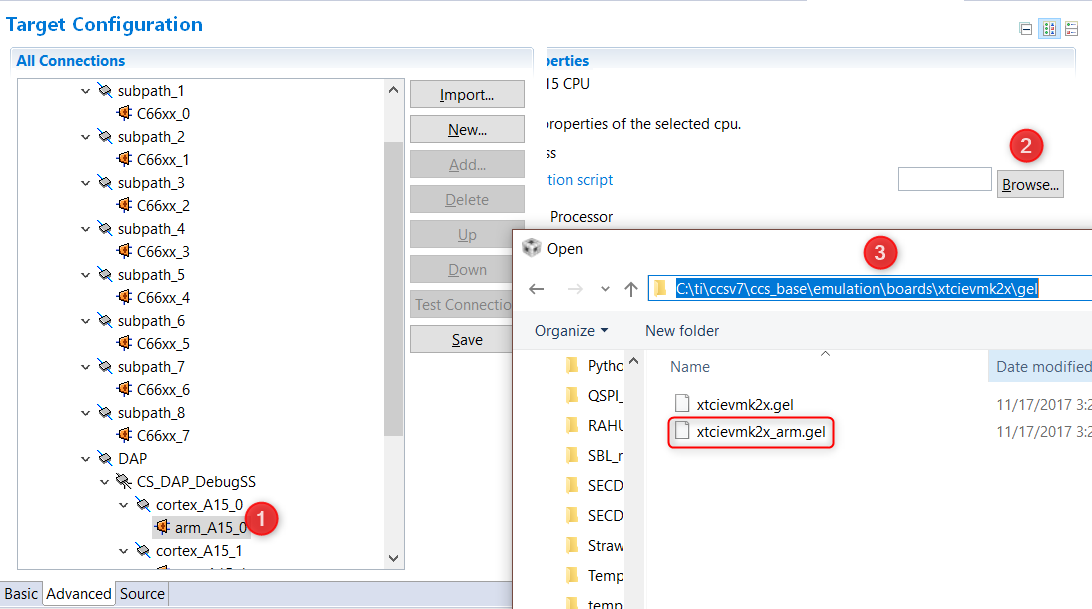 Target Configuration
All Connections
subpath_1
C66xx_0
subpath_2
C66xx_1
subpath_3
C66xx_2
subpath_4
C66xx_3
subpath_5
C66xx_4
subpath_6
C66xx_5
subpath_7
C66xx_6
subpath_8
C66xx_7
DAP
CS_DAP_DebugSS
cortex_A15_0
arm_A15_0
1
cortex_A15_1
Import...
New...
Add...
Delete
Up
Down
Test Connectio
Save
perties
15 CPU
properties of the selected cpu.
ss
tion script
2
Browse...
Processor
Open
3
C:\ti\ccsv7\ccs_base\emulation\boards\xtcievmk2x\gel
Organize
New folder
Pytho
QSPI_
RAHU
SBL_r
SECD
SECD
Straw
Temp
temp
Name
Date modified
xtcievmk2x.gel
11/17/2017 3:2
xtcievmk2x_arm.gel
11/17/2017 3:2
Basic
Advanced
Source